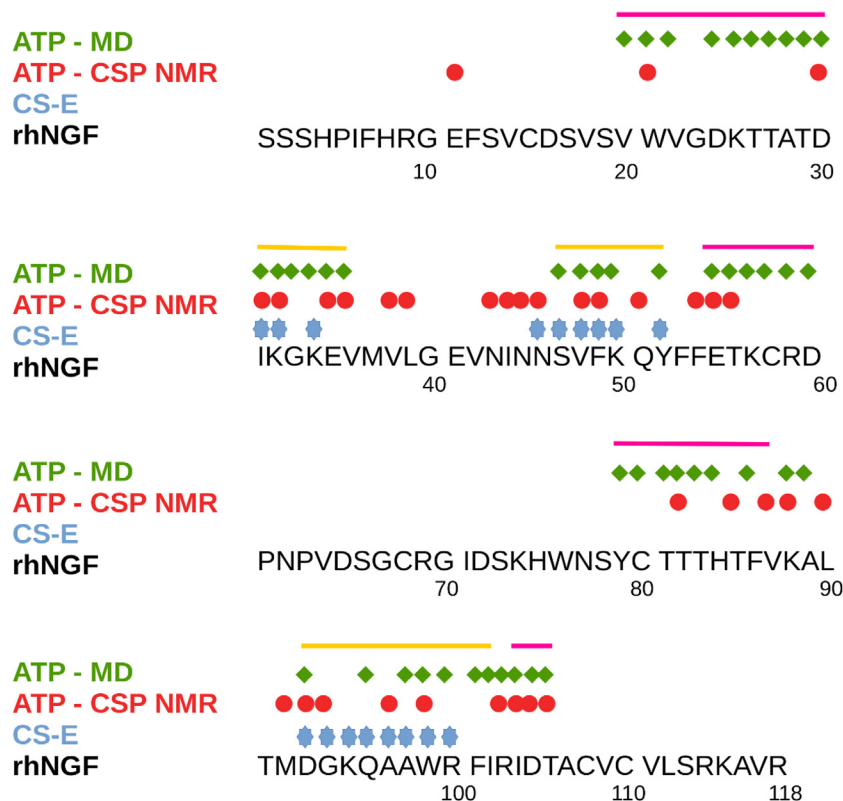 ATP - MD
ATP - CSP NMR
CS-E
rhNGF SSSHPIFHRG EFSVCDSVSV WVGDKTTATD
10 20 30
ATP - MD
ATP - CSP NMR
CS-E
rhNGF IKGKEVMVLG EVNINNSVFK QYFFETKCRD
40 50 60
ATP - MD
ATP - CSP NMR
CS-E
rhNGF PNPVDSGCRG IDSKHWNSYC TTTHTFVKAL
70 80 90
ATP - MD
ATP - CSP NMR
CS-E
rhNGF TMDGKQAAWR FIRIDTACVC VLSRKAVR
100 110 118